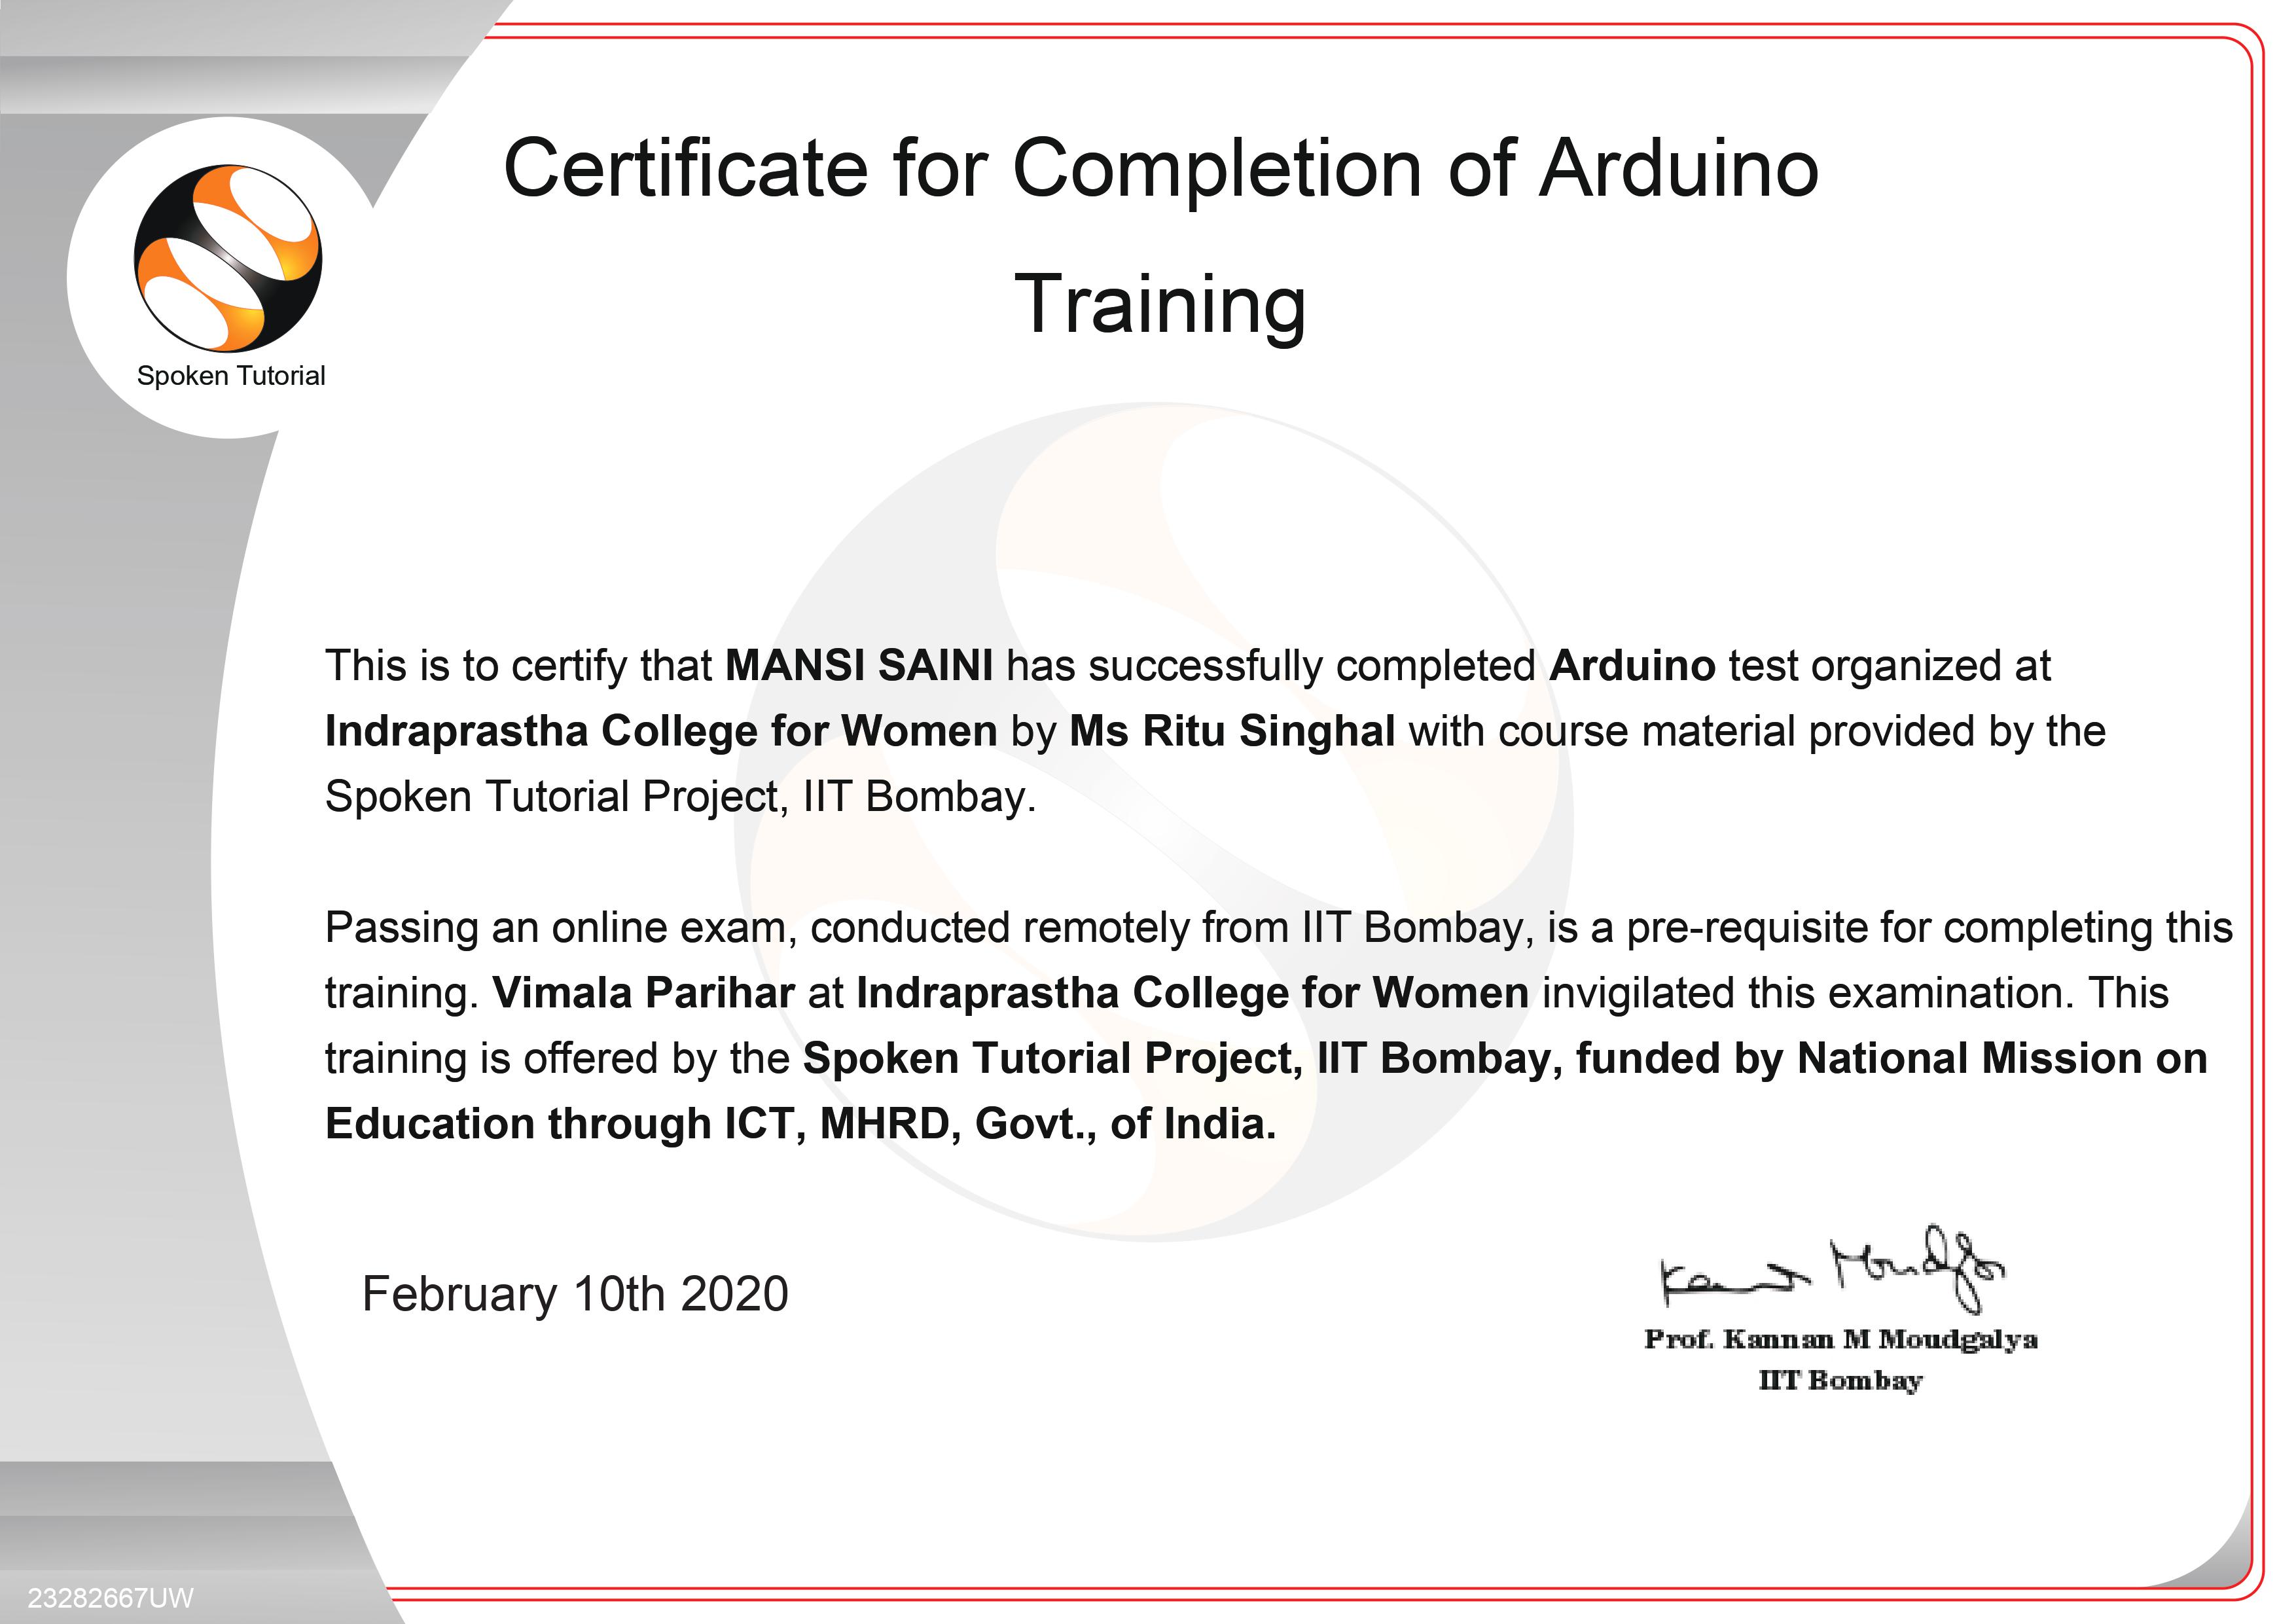 Certificate for Completion of Arduino
Training
Spoken Tutorial
This is to certify that MANSI SAINI has successfully completed Arduino test organized at
Indraprastha College for Women by Ms Ritu Singhal with course material provided by the
Spoken Tutorial Project, IIT Bombay.
Passing an online exam, conducted remotely from IIT Bombay, is a pre-requisite for completing this
training. Vimala Parihar at Indraprastha College for Women invigilated this examination. This
training is offered by the Spoken Tutorial Project, IIT Bombay, funded by National Mission on
Education through ICT, MHRD, Govt., of India.
February 10th 2020
Prof. Kannan M Moudgalya
IIT Bombay
23282667UW